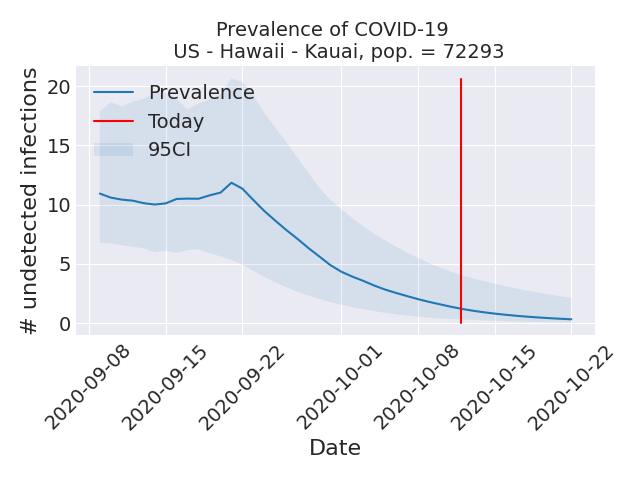 Prevalence of COVID-19
US - Hawaii - Kauai, pop. = 72293
# undetected infections
20
15
10
5
0
Prevalence
Today
95CI
2020-09-08
2020-09-15
2020-09-22
2020-10-01
2020-10-08
2020-10-15
2020-10-22
Date